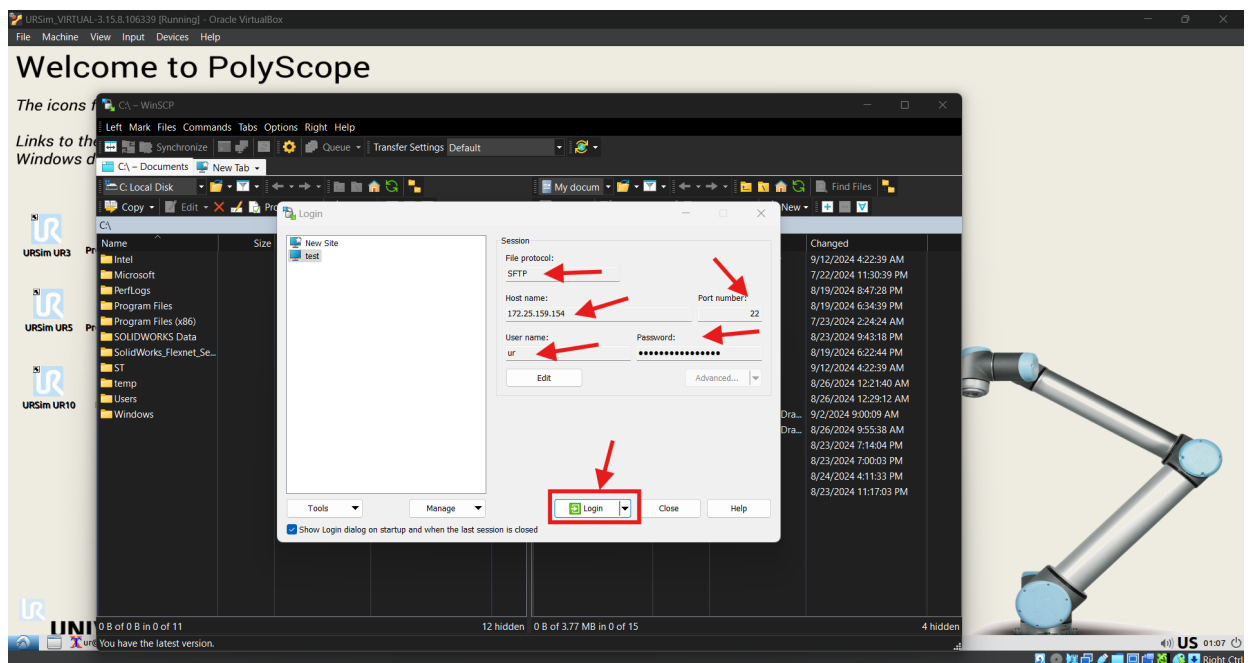 URSim_VIRTUAL-3.15.8.106339 [Running] - Oracle VirtualBox
File Machine View Input Devices Help
Welcome to PolyScope
The icons f
Links to the
Windows d
C:\ – WinSCP
Left Mark Files Commands Tabs Options Right Help
Synchronize Queue Transfer Settings Default
C:\ – Documents New Tab
C: Local Disk My docum Find Files
Copy Edit Pro New
C:\
Name Size Changed
Intel 9/12/2024 4:22:39 AM
Microsoft 7/22/2024 11:30:39 PM
PerfLogs 8/19/2024 8:47:28 PM
Program Files 8/19/2024 6:34:39 PM
Program Files (x86) 7/23/2024 2:24:24 AM
SOLIDWORKS Data 8/23/2024 9:43:18 PM
SolidWorks_Flexnet_Se... 8/19/2024 6:22:44 PM
ST 9/12/2024 4:22:39 AM
temp 8/26/2024 12:21:40 AM
Users 8/26/2024 12:29:12 AM
Windows Dra... 9/2/2024 9:00:09 AM
Dra... 8/26/2024 9:55:38 AM
8/23/2024 7:14:04 PM
8/23/2024 7:00:03 PM
8/24/2024 4:11:33 PM
8/23/2024 11:17:03 PM
Login
New Site
test
Session
File protocol:
SFTP
Host name: Port number:
172.25.159.154 22
User name: Password:
ur ••••••••••••••••
Edit Advanced...
Tools Manage Login Close Help
Show Login dialog on startup and when the last session is closed
UR
URSim UR3 Pr
UR
URSim UR5 Pr
UR
URSim UR10
UR
UNIV
0 B of 0 B in 0 of 11 12 hidden 0 B of 3.77 MB in 0 of 15 4 hidden
You have the latest version.
US 01:07
Right Ctrl